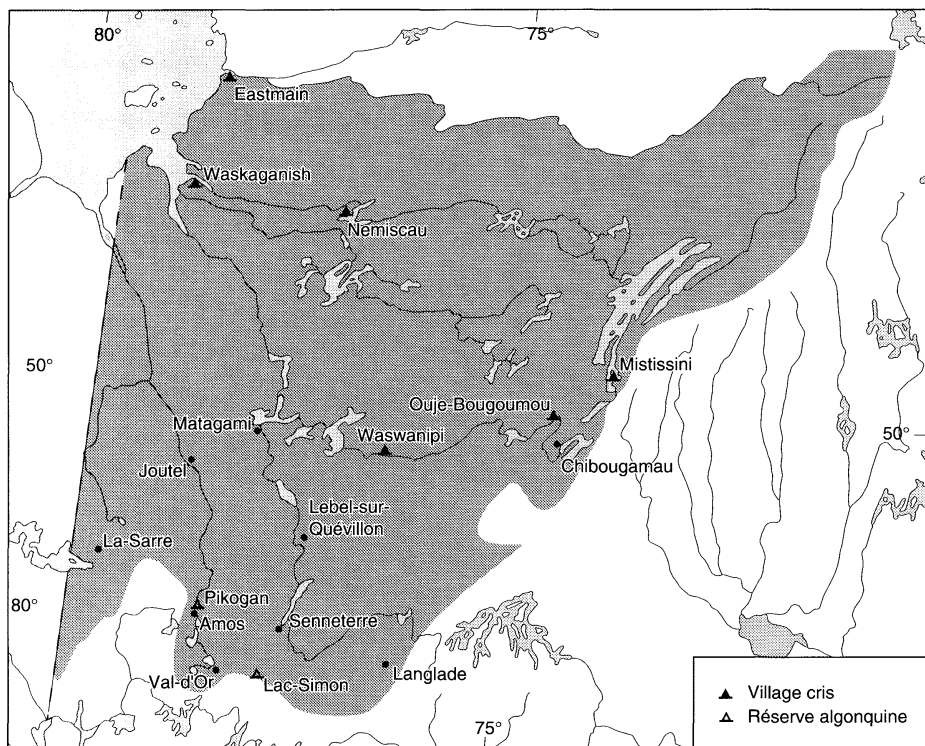 80°
75°
Eastmain
Waskaganish
Nemiscau
50°
Mistissini
Ouje-Bougoumou
Matagami
Waswanipi
50°
Joutel
Chibougamau
Lebel-sur-
Quévillon
La-Sarre
80°
Pikogan
Amos
Senneterre
Val-d'Or
Lac-Simon
Langlade
75°
Village cris
Réserve algonquine